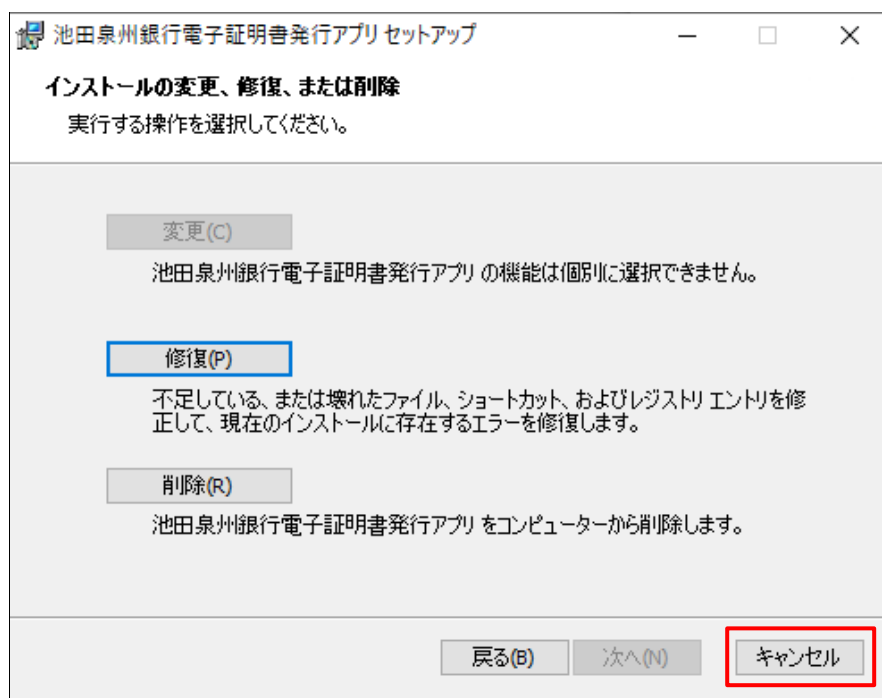 池田泉州銀行電子証明書発行アプリ セットアップ
インストールの変更、修復、または削除
実行する操作を選択してください。
変更(C)
池田泉州銀行電子証明書発行アプリ の機能は個別に選択できません。
修復(P)
不足している、または壊れたファイル、ショートカット、およびレジストリ エントリを修
正して、現在のインストールに存在するエラーを修復します。
削除(R)
池田泉州銀行電子証明書発行アプリ をコンピューターから削除します。
戻る(B) 次へ(N) キャンセル